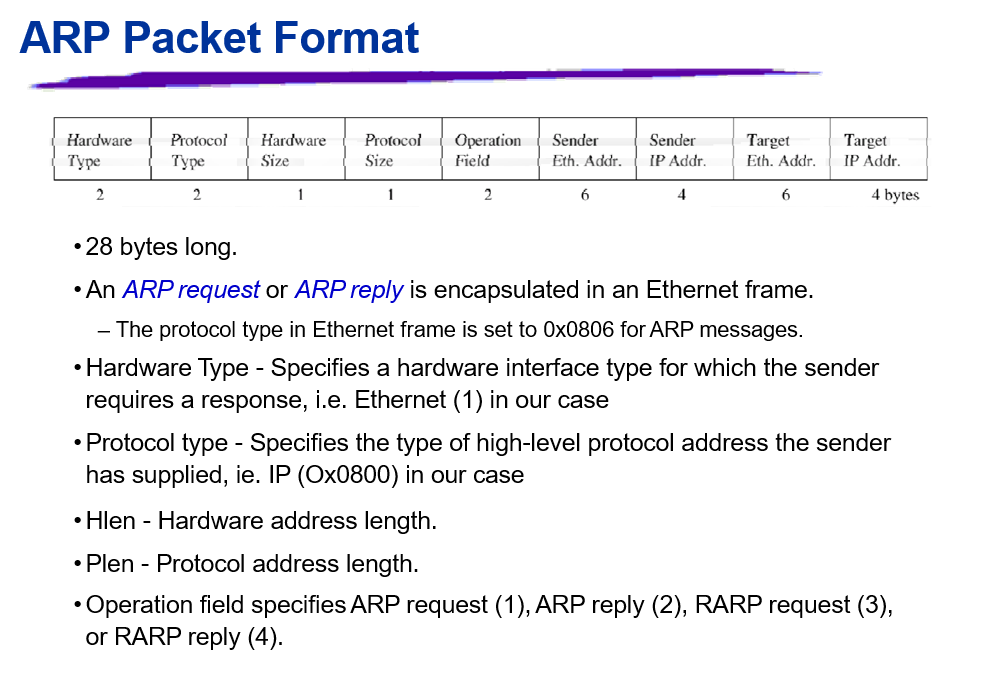 ARP Packet Format
Hardware Type Protocol Type Hardware Size Protocol Size Operation Field Sender Eth. Addr. Sender IP Addr. Target Eth. Addr. Target IP Addr.
2 2 1 1 2 6 4 6 4 bytes
• 28 bytes long.
• An ARP request or ARP reply is encapsulated in an Ethernet frame.
– The protocol type in Ethernet frame is set to 0x0806 for ARP messages.
• Hardware Type - Specifies a hardware interface type for which the sender
requires a response, i.e. Ethernet (1) in our case
• Protocol type - Specifies the type of high-level protocol address the sender
has supplied, ie. IP (Ox0800) in our case
• Hlen - Hardware address length.
• Plen - Protocol address length.
• Operation field specifies ARP request (1), ARP reply (2), RARP request (3),
or RARP reply (4).